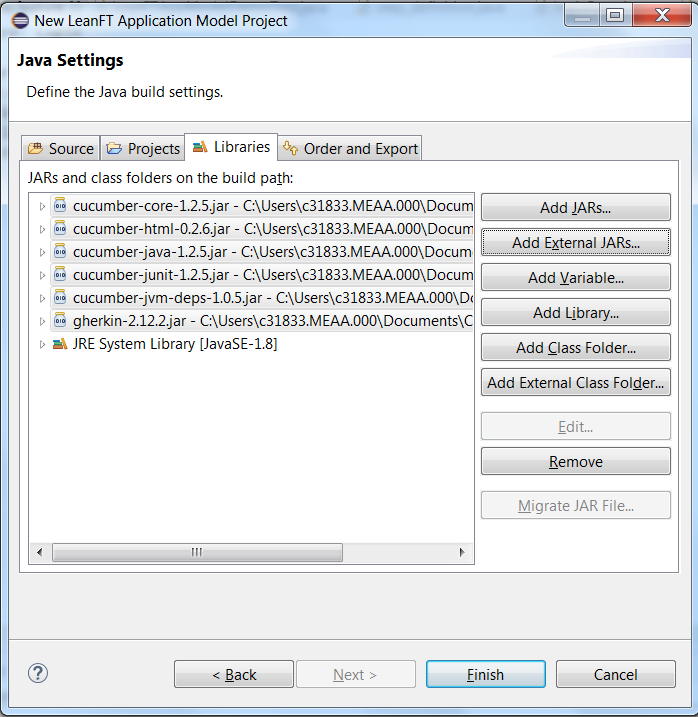 New LeanFT Application Model Project
Java Settings
Define the Java build settings.
Source Projects Libraries Order and Export
JARs and class folders on the build path:
cucumber-core-1.2.5.jar - C:\Users\c31833.MEAA.000\Docum
cucumber-html-0.2.6.jar - C:\Users\c31833.MEAA.000\Docum
cucumber-java-1.2.5.jar - C:\Users\c31833.MEAA.000\Docum
cucumber-junit-1.2.5.jar - C:\Users\c31833.MEAA.000\Docum
cucumber-jvm-deps-1.0.5.jar - C:\Users\c31833.MEAA.000\Dc
gherkin-2.12.2.jar - C:\Users\c31833.MEAA.000\Documents\C
JRE System Library [JavaSE-1.8]
Add JARs...
Add External JARs...
Add Variable...
Add Library...
Add Class Folder...
Add External Class Folder...
Edit...
Remove
Migrate JAR File...
? < Back Next > Finish Cancel